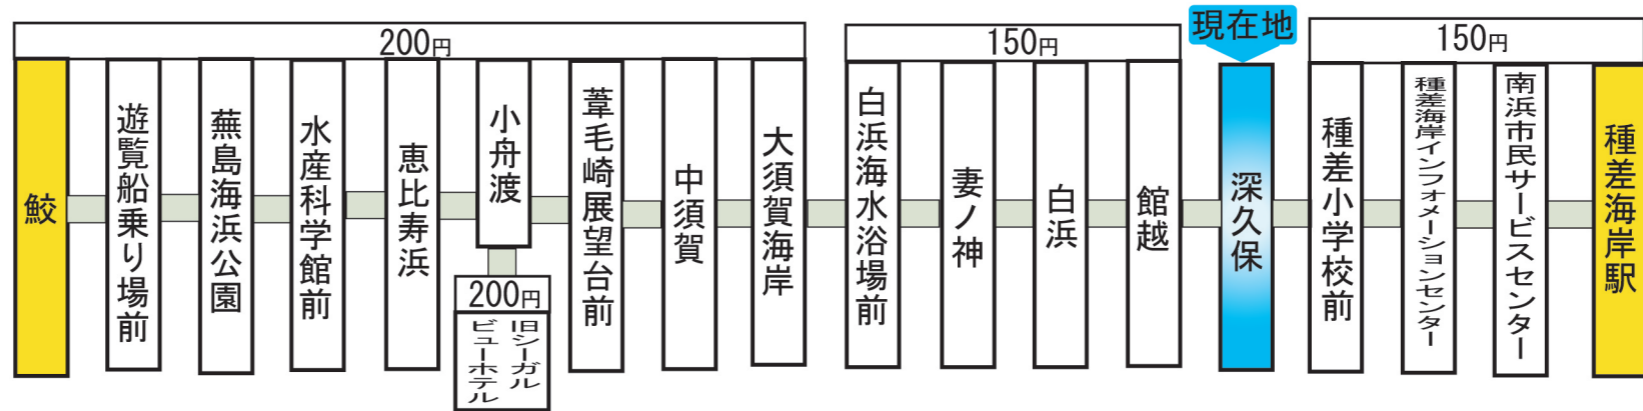 現在地
200円
150円
150円
鮫
遊覧船乗り場前
蕪島海浜公園
水産科学館前
恵比寿浜
小舟渡
200円
旧シーガル
ビューホテル
葦毛崎展望台前
中須賀
大須賀海岸
白浜海水浴場前
妻ノ神
白浜
館越
深久保
種差小学校前
種差海岸インフォメーションセンター
南浜市民サービスセンター
種差海岸駅